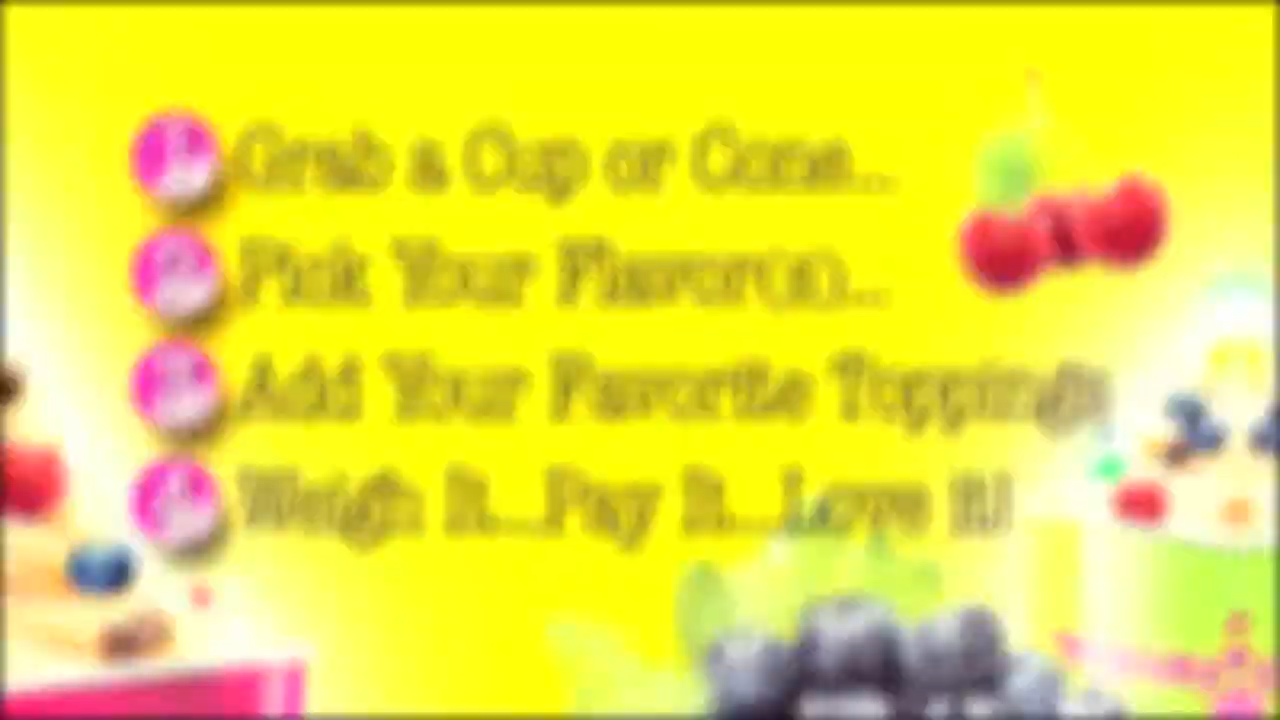 Grab a Cup or Cone...
Pick Your Flavor(s)...
Add Your Favorite Toppings
Weigh It...Pay It...Love it!